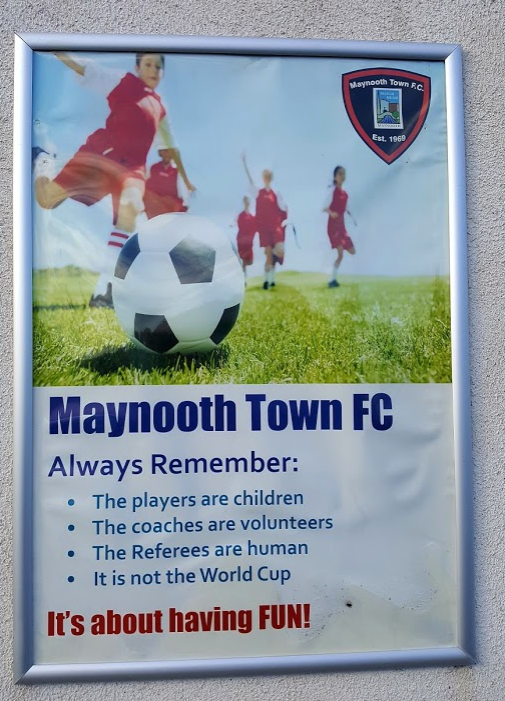 Maynooth Town F.C.
Est. 1969
Maynooth Town FC
Always Remember:
• The players are children
• The coaches are volunteers
• The Referees are human
• It is not the World Cup
It's about having FUN!